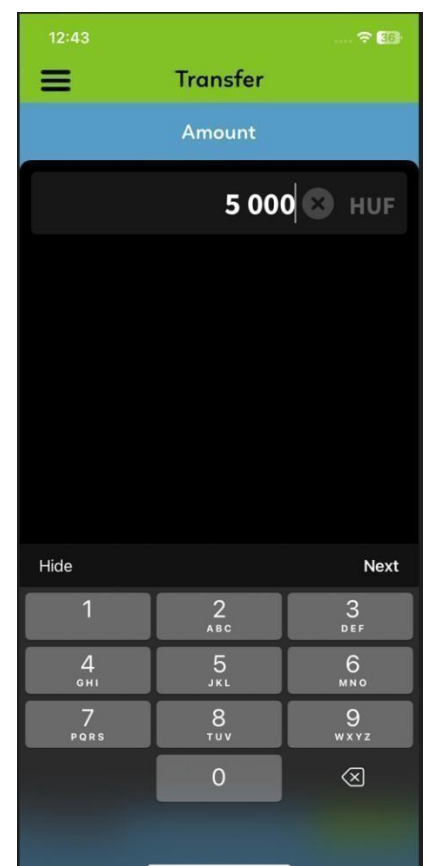 12:43 36
Transfer
Amount
5 000 HUF
Hide Next
1 2 3
ABC DEF
4 5 6
GHI JKL MNO
7 8 9
PQRS TUV WXYZ
0